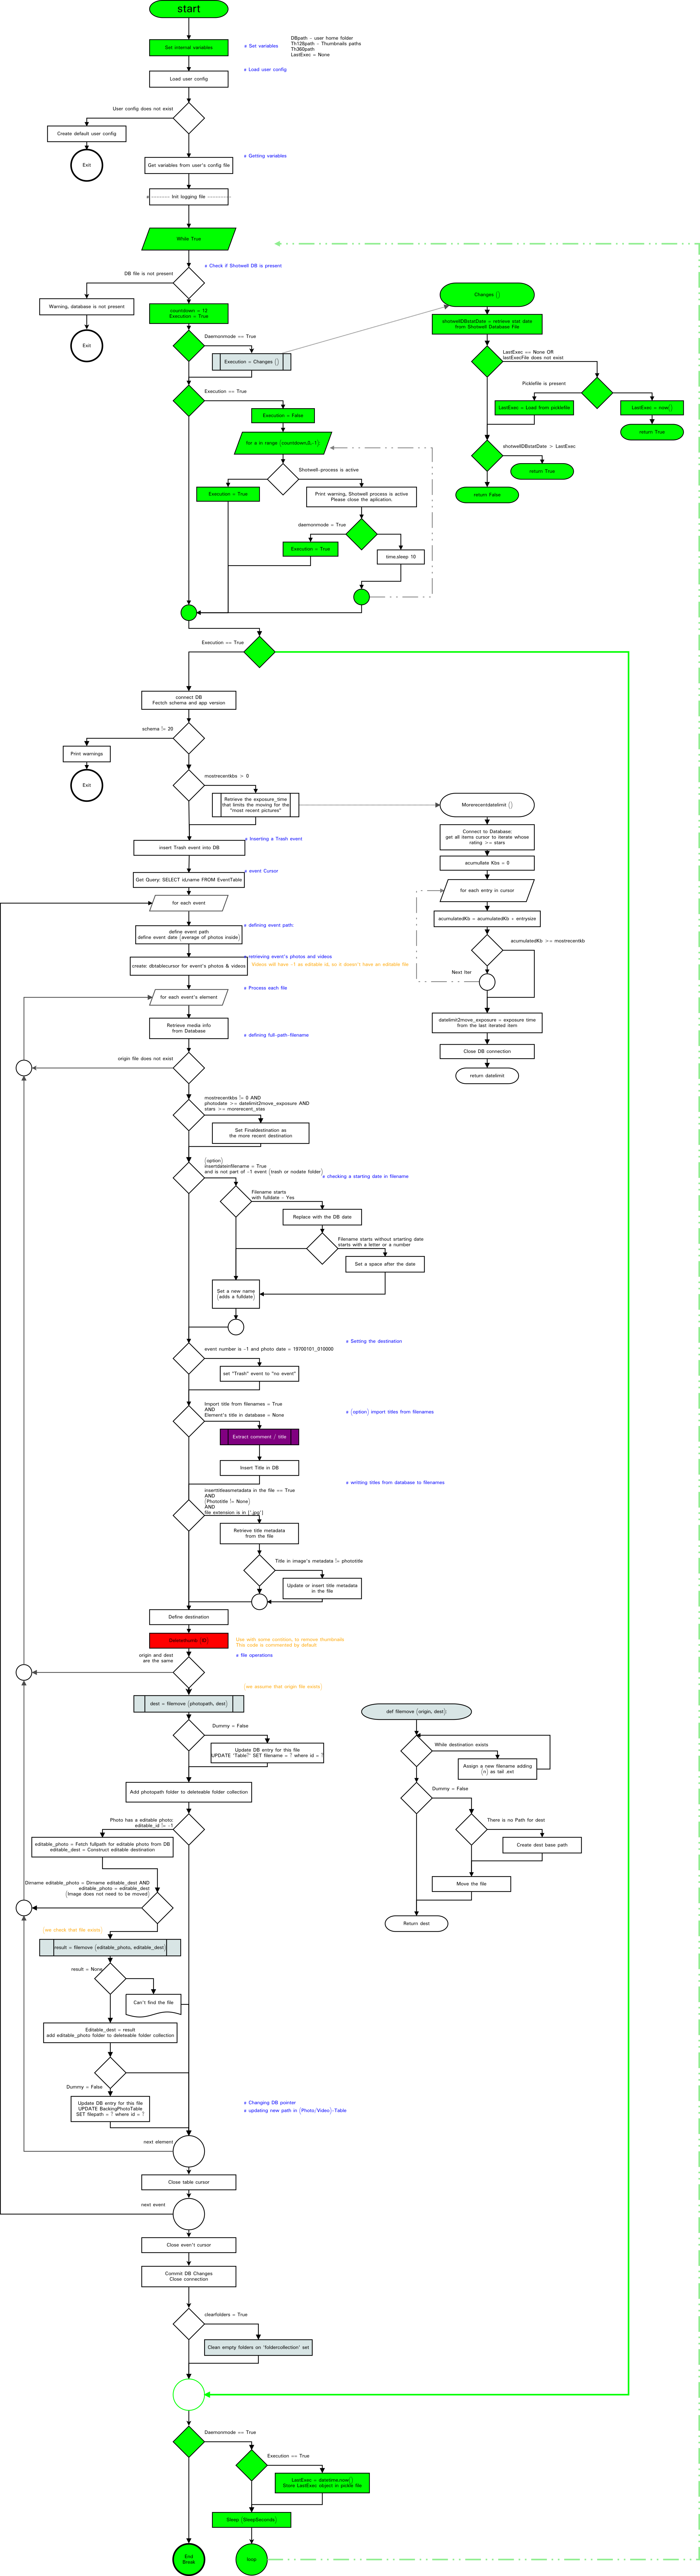 start
Set internal variables
# Set variables
DBpath - user home folder
Th128path - Thumbnails paths
Th360path
LastExec = None
Load user config
# Load user config
User config does not exist
Create default user config
Exit
Get variables from user's config file
# Getting variables
# -------- Init logging file ------------
While True
# Check if Shotwell DB is present
DB file is not present
Warning, database is not present
Exit
countdown = 12
Execution = True
Daemonmode == True
Execution = Changes ()
Changes ()
shotwellDBstatDate = retrieve stat date
from Shotwell Database File
LastExec == None OR
lastExecFile does not exist
Picklefile is present
LastExec = Load from picklefile
LastExec = now()
return True
shotwellDBstatDate > LastExec
return True
return False
Execution == True
Execution = False
for a in range (countdown,0,-1):
Shotwell-process is active
Execution = True
Print warning, Shotwell process is active
Please close the aplication.
daemonmode = True
Execution = True
time.sleep 10
Execution == True
connect DB
Fectch schema and app version
schema != 20
Print warnings
Exit
mostrecentkbs > 0
Retrieve the exposure_time
that limits the moving for the
"most recent pictures"
Morerecentdatelimit ()
Connect to Database:
get all items cursor to iterate whose
rating >= stars
acumullate Kbs = 0
for each entry in cursor
acumulatedKb = acumulatedKb + entrysize
acumulatedKb >= mostrecentkb
Next Iter
datelimit2move_exposure = exposure time
from the last iterated item
Close DB connection
return datelimit
insert Trash event into DB
# Inserting a Trash event
Get Query: SELECT id,name FROM EventTable
# event Cursor
for each event
define event path
define event date (average of photos inside)
# defining event path:
create: dbtablecursor for event's photos & videos
# retrieving event's photos and videos
Videos will have -1 as editable id, so it doesn't have an editable file
for each event's element
# Process each file
Retrieve media info
from Database
# defining full-path-filename
origin file does not exist
mostrecentkbs != 0 AND
photodate >= datelimit2move_exposure AND
stars >= morerecent_stas
Set Finaldestination as
the more recent destination
(option)
insertdateinfilename = True
and is not part of -1 event (trash or nodate folder)
# checking a starting date in filename
Filename starts
with fulldate - Yes
Replace with the DB date
Filename starts without srtarting date
starts with a letter or a number
Set a space after the date
Set a new name
(adds a fulldate)
# Setting the destination
event number is -1 and photo date = 19700101_010000
set "Trash" event to "no event"
Import title from filenames = True
AND
Element's title in database = None
# (option) import titles from filenames
Extract comment / title
Insert Title in DB
# writting titles from database to filenames
inserttitleasmetadata in the file == True
AND
(Phototitle != None)
AND
file extension is in ['.jpg']
Retrieve title metadata
from the file
Title in image's metadata != phototitle
Update or insert title metadata
in the file
Define destination
Use with some condition, to remove thumbnails
This code is commented by default
origin and dest
are the same
# file operations
(we assume that origin file exists)
dest = filemove (photopath, dest)
Dummy = False
Update DB entry for this file
UPDATE "Table?" SET filename = ? where id = ?
def filemove (origin, dest):
While destination exists
Assign a new filename adding
(n) as tail .ext
Dummy = False
There is no Path for dest
Create dest base path
Move the file
Return dest
Add photopath folder to deleteable folder collection
Photo has a editable photo:
editable_id != -1
editable_photo = Fetch fullpath for editable photo from DB
editable_dest = Construct editable destination
Dirname editable_photo = Dirname editable_dest AND
editable_photo = editable_dest
(Image does not need to be moved)
(we check that file exists)
result = filemove (editable_photo, editable_dest)
result = None
Can't find the file
Editable_dest = result
add editable_photo folder to deleteable folder collection
Dummy = False
Update DB entry for this file
UPDATE BackingPhotoTable
SET filepath = ? where id = ?
# Changing DB pointer
# updating new path in (Photo/Video)-Table
next element
Close table cursor
next event
Close even't cursor
Commit DB Changes
Close connection
clearfolders = True
Clean empty folders on 'foldercollection' set
Daemonmode == True
Execution == True
LastExec = datetime.now()
Store LastExec object in pickle file
Sleep (SleepSeconds)
End
Break
loop